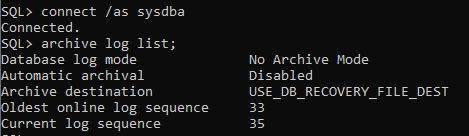 SQL> connect /as sysdba
Connected.
SQL> archive log list;
Database log mode              No Archive Mode
Automatic archival             Disabled
Archive destination            USE_DB_RECOVERY_FILE_DEST
Oldest online log sequence     33
Current log sequence           35